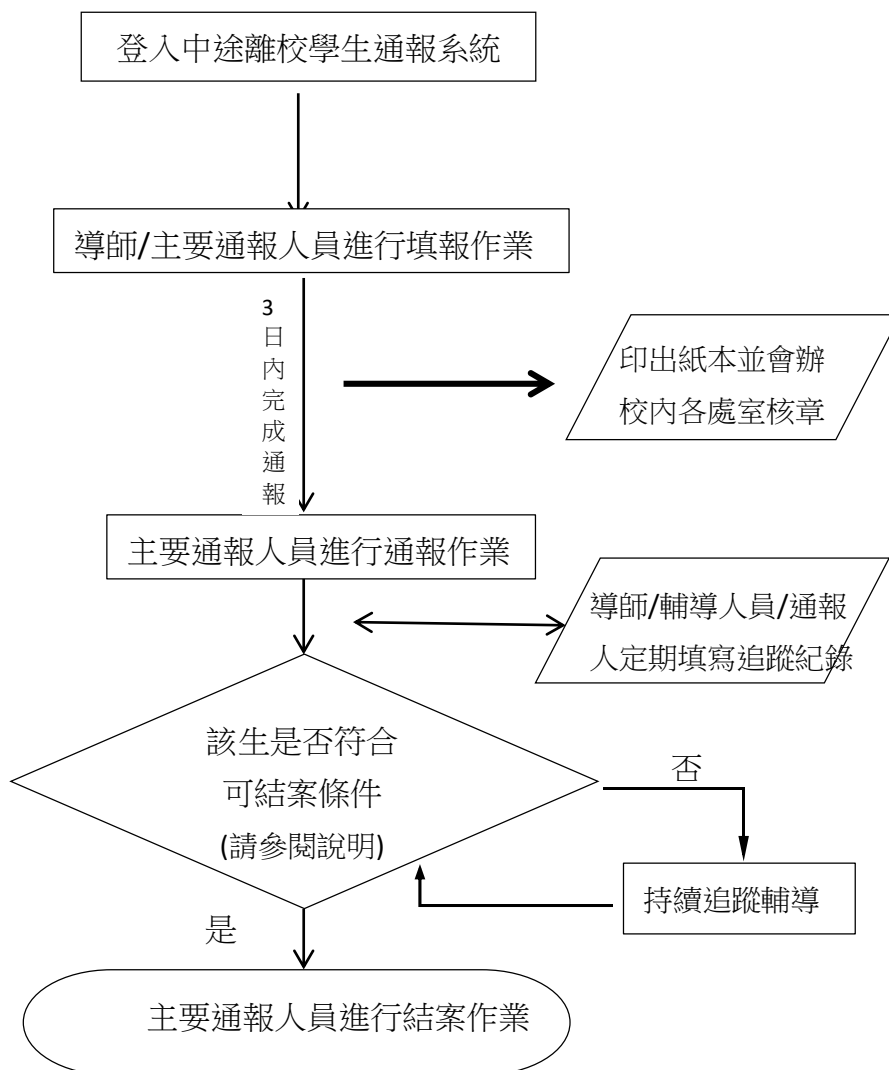 登入中途離校學生通報系統
導師/主要通報人員進行填報作業
3日內完成通報
印出紙本並會辦
校內各處室核章
主要通報人員進行通報作業
導師/輔導人員/通報
人定期填寫追蹤紀錄
該生是否符合
可結案條件
(請參閱說明)
否
持續追蹤輔導
是
主要通報人員進行結案作業